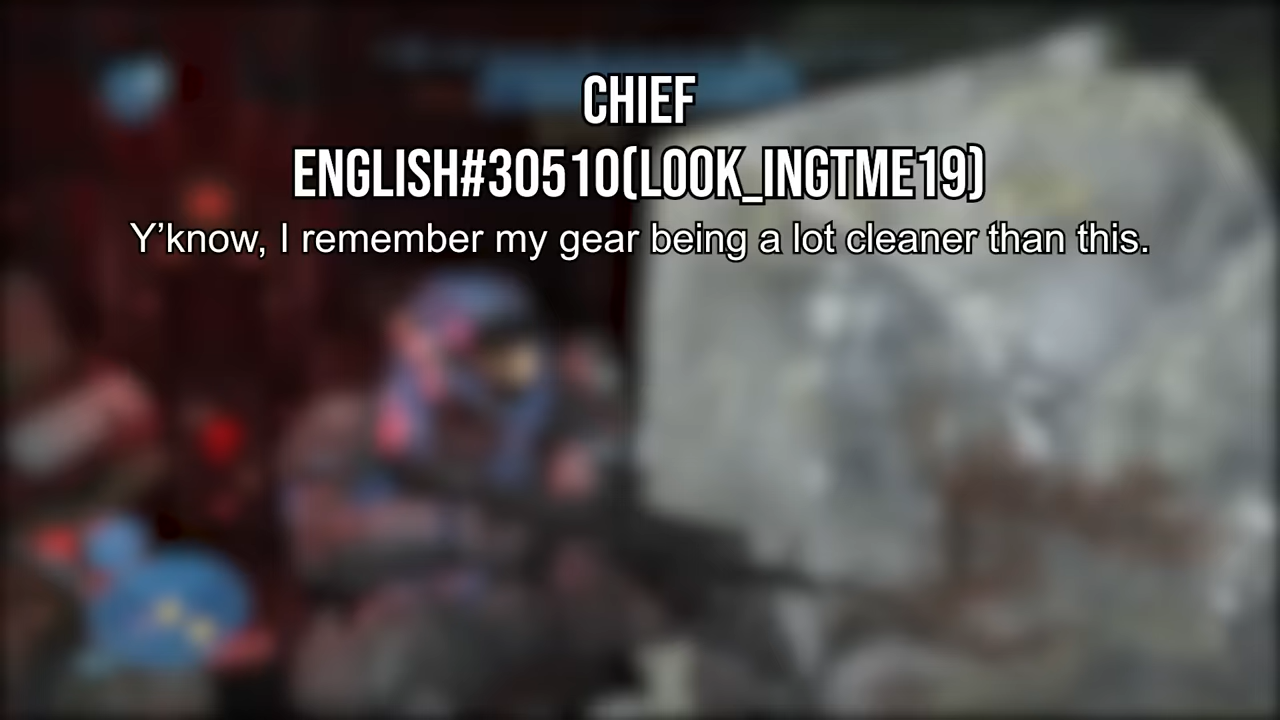 CHIEF
ENGLISH#30510(LOOK_INGTME19)
Y’know, I remember my gear being a lot cleaner than this.